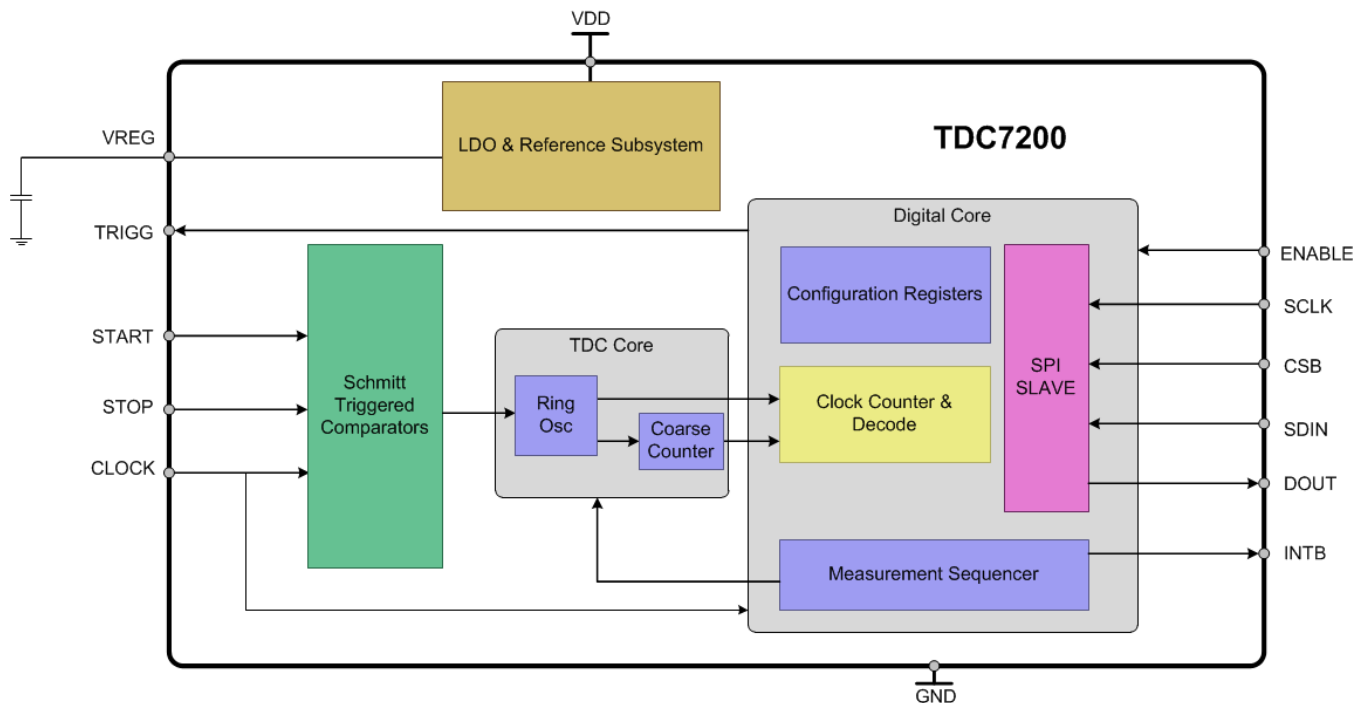 VDD
LDO & Reference Subsystem
TDC7200
VREG
TRIGG
START
STOP
CLOCK
Schmitt
Triggered
Comparators
TDC Core
Ring
Osc
Coarse
Counter
Digital Core
Configuration Registers
Clock Counter &
Decode
SPI
SLAVE
Measurement Sequencer
ENABLE
SCLK
CSB
SDIN
DOUT
INTB
GND